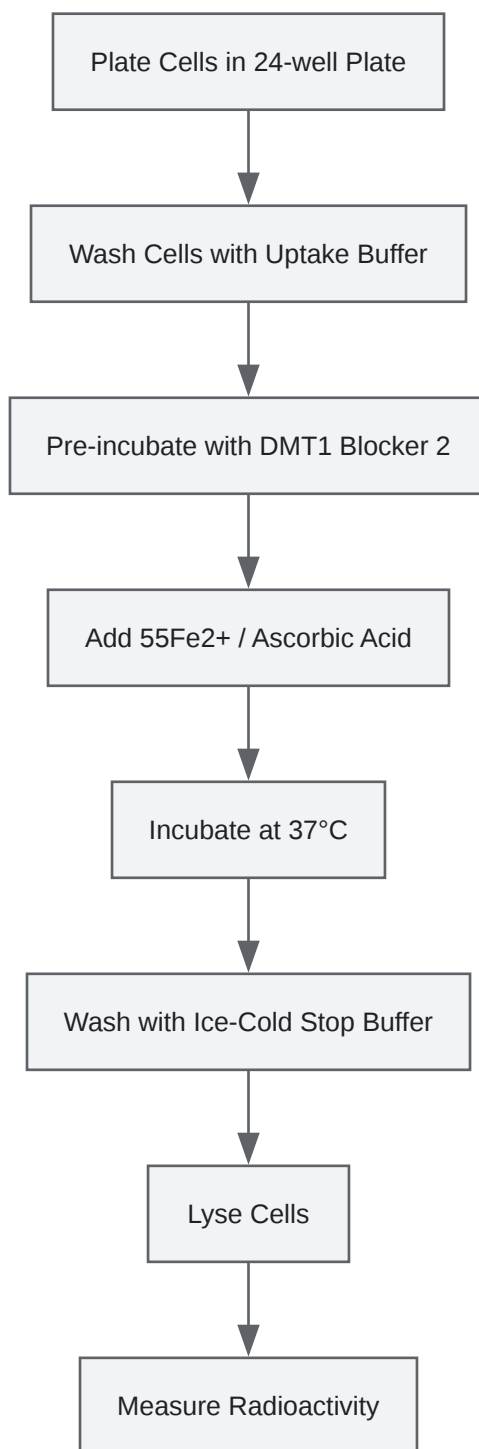 Plate Cells in 24-well Plate
Wash Cells with Uptake Buffer
Pre-incubate with DMT1 Blocker 2
Add 55Fe2+ / Ascorbic Acid
Incubate at 37°C
Wash with Ice-Cold Stop Buffer
Lyse Cells
Measure Radioactivity